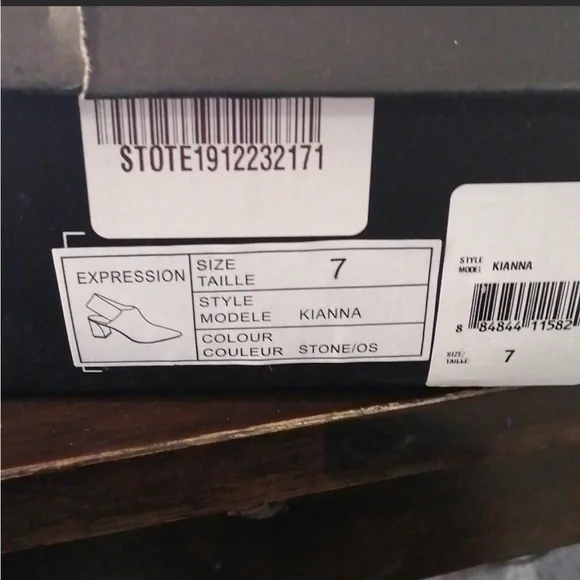 STOTE1912232171
EXPRESSION
SIZE
TAILLE
7
STYLE
MODELE KIANNA
COLOUR
COULEUR STONE/OS
STYLE
MODEL KIANNA
8 84844 11582
SIZE/
TAILLE: 7